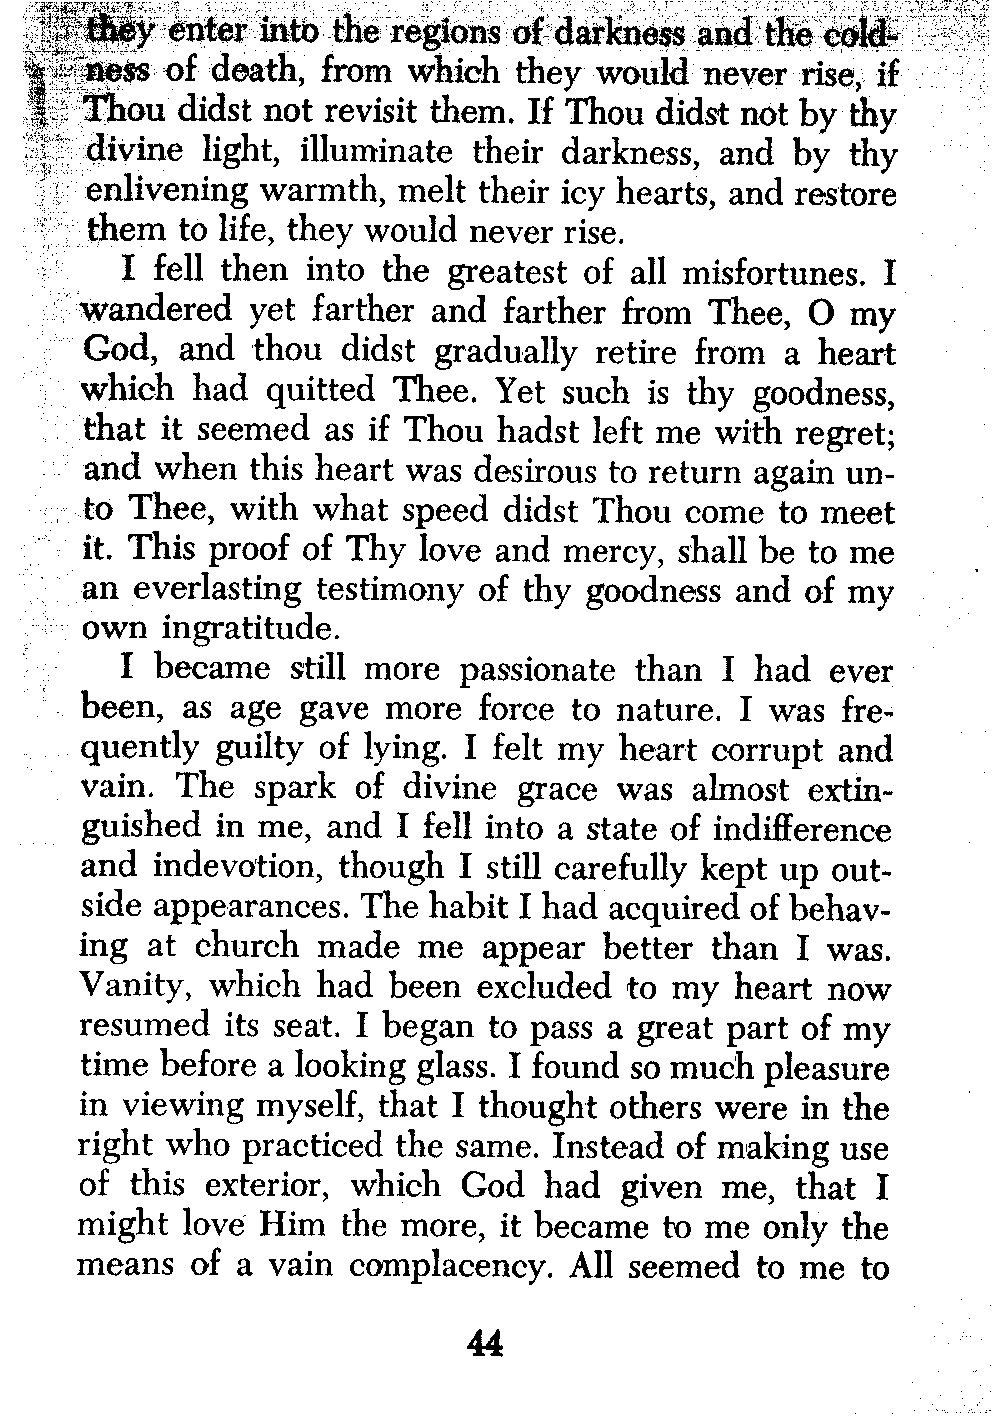 they enter into the regions of darkness and the cold-
ness of death, from which they would never rise, if
Thou didst not revisit them. If Thou didst not by thy
divine light, illuminate their darkness, and by thy
enlivening warmth, melt their icy hearts, and restore
them to life, they would never rise.
I fell then into the greatest of all misfortunes. I
wandered yet farther and farther from Thee, O my
God, and thou didst gradually retire from a heart
which had quitted Thee. Yet such is thy goodness,
that it seemed as if Thou hadst left me with regret;
and when this heart was desirous to return again un-
to Thee, with what speed didst Thou come to meet
it. This proof of Thy love and mercy, shall be to me
an everlasting testimony of thy goodness and of my
own ingratitude.
I became still more passionate than I had ever
been, as age gave more force to nature. I was fre-
quently guilty of lying. I felt my heart corrupt and
vain. The spark of divine grace was almost extin-
guished in me, and I fell into a state of indifference
and indevotion, though I still carefully kept up out-
side appearances. The habit I had acquired of behav-
ing at church made me appear better than I was.
Vanity, which had been excluded to my heart now
resumed its seat. I began to pass a great part of my
time before a looking glass. I found so much pleasure
in viewing myself, that I thought others were in the
right who practiced the same. Instead of making use
of this exterior, which God had given me, that I
might love Him the more, it became to me only the
means of a vain complacency. All seemed to me to
44